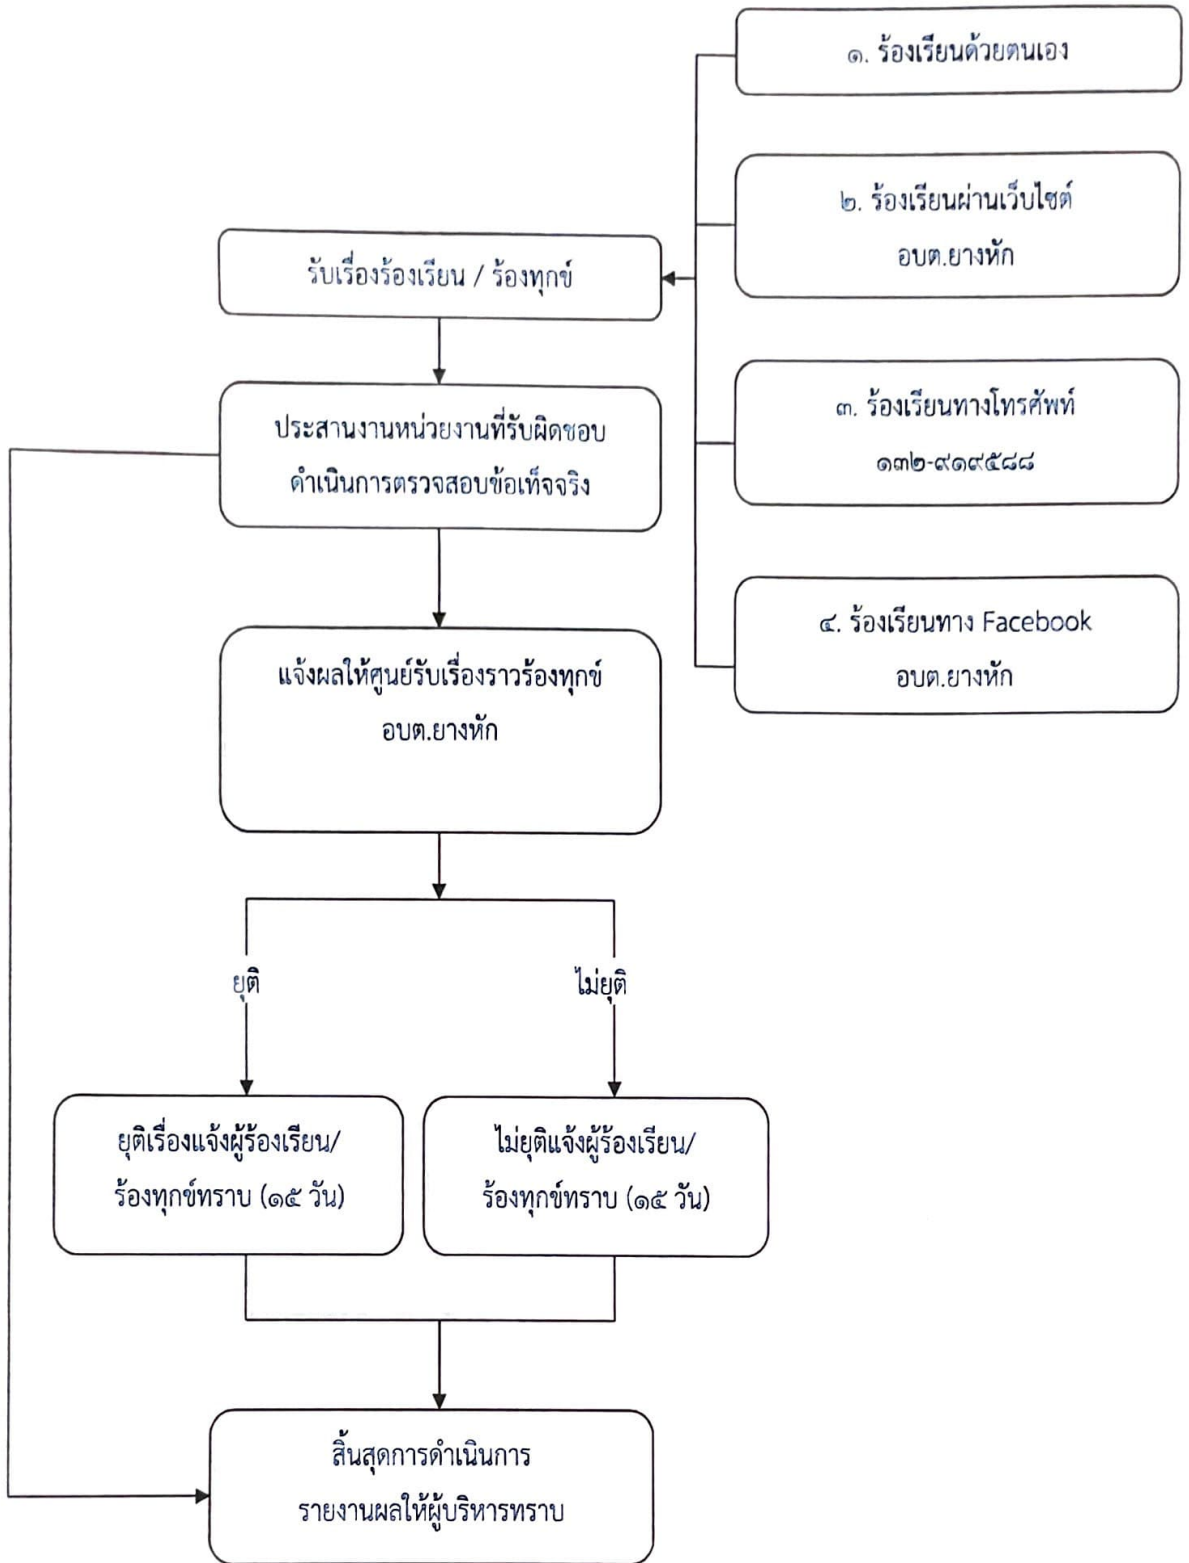 ๑. ร้องเรียนด้วยตนเอง
๒. ร้องเรียนผ่านเว็บไซต์
อบต.ยางหัก
รับเรื่องร้องเรียน / ร้องทุกข์
๓. ร้องเรียนทางโทรศัพท์
๑๓๒-๙๑๙๕๘๘
ประสานงานหน่วยงานที่รับผิดชอบ
ดำเนินการตรวจสอบข้อเท็จจริง
๔. ร้องเรียนทาง Facebook
อบต.ยางหัก
แจ้งผลให้ศูนย์รับเรื่องราวร้องทุกข์
อบต.ยางหัก
ยุติ
ไม่ยุติ
ยุติเรื่องแจ้งผู้ร้องเรียน/
ร้องทุกข์ทราบ (๑๕ วัน)
ไม่ยุติแจ้งผู้ร้องเรียน/
ร้องทุกข์ทราบ (๑๕ วัน)
สิ้นสุดการดำเนินการ
รายงานผลให้ผู้บริหารทราบ